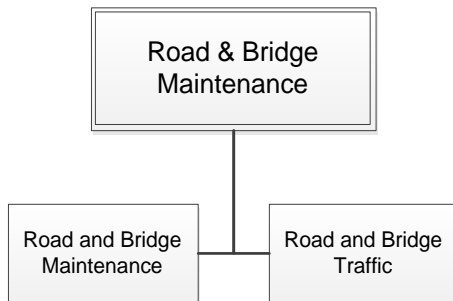 Road & Bridge
Maintenance
Road and Bridge
Maintenance
Road and Bridge
Traffic